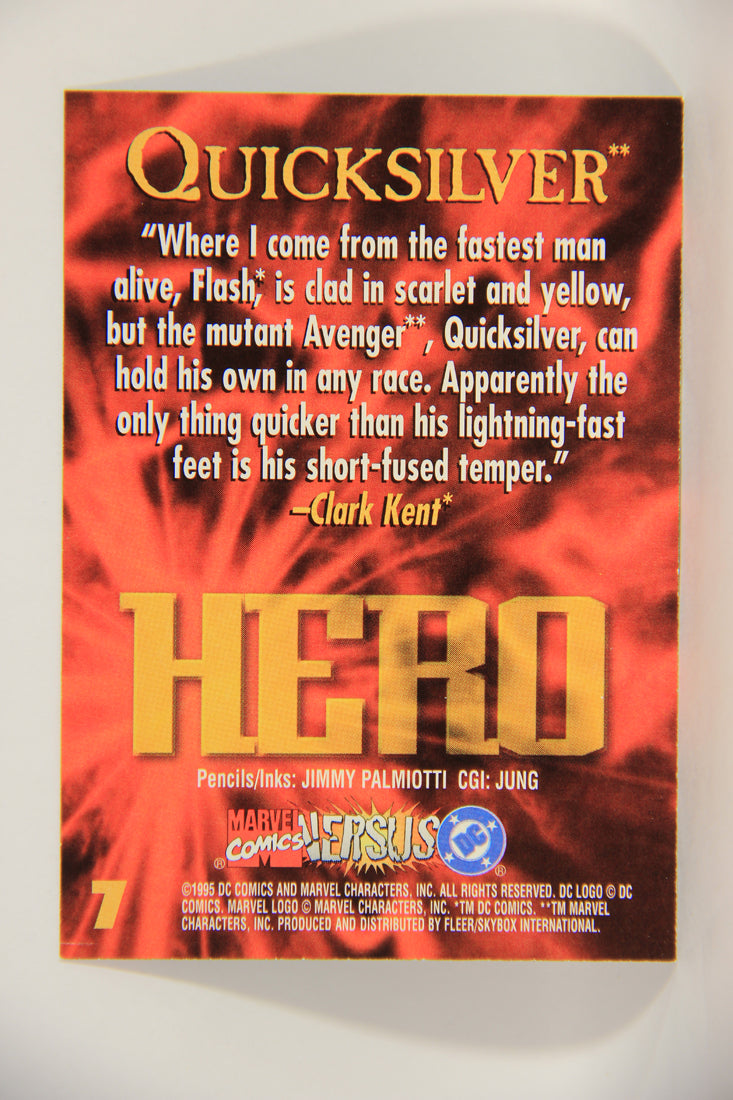 QUICKSILVER**
“Where I come from the fastest man
alive, Flash,* is clad in scarlet and yellow,
but the mutant Avenger**, Quicksilver, can
hold his own in any race. Apparently the
only thing quicker than his lightning-fast
feet is his short-fused temper.”
–Clark Kent*
HERO
Pencils/Inks: JIMMY PALMIOTTI CGI: JUNG
MARVEL
COMICS
VERSUS
DC
®
®
7
©1995 DC COMICS AND MARVEL CHARACTERS, INC. ALL RIGHTS RESERVED. DC LOGO © DC
COMICS. MARVEL LOGO © MARVEL CHARACTERS, INC. *TM DC COMICS. **TM MARVEL
CHARACTERS, INC. PRODUCED AND DISTRIBUTED BY FLEER/SKYBOX INTERNATIONAL.